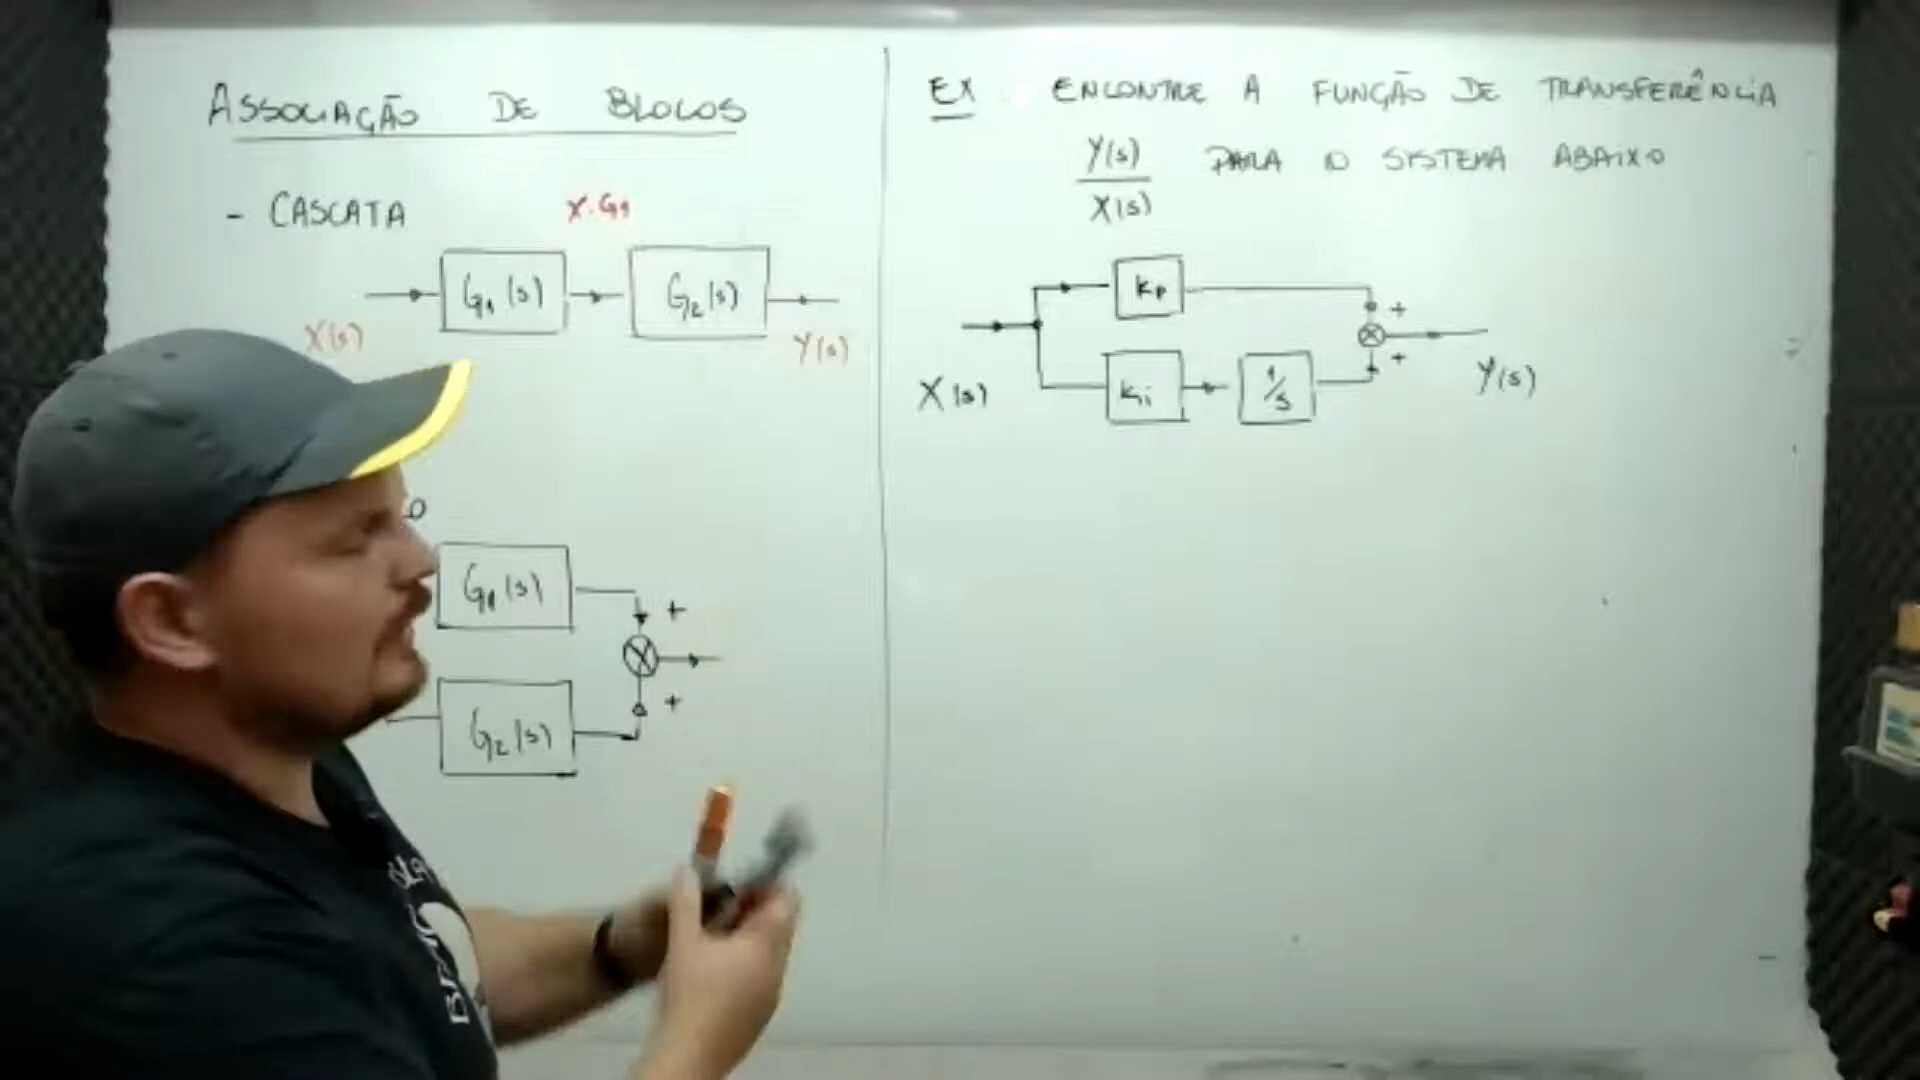 ASSOCIAÇÃO DE BLOCOS
- CASCATA
X.G1
G1(s)
G2(s)
X(s)
Y(s)
O
G1(s)
+
G2(s)
+
EX ENCONTRE A FUNÇÃO DE TRANSFERÊNCIA
Y(s)
X(s)
PARA O SISTEMA ABAIXO
kp
+
X(s)
ki
1/s
+
Y(s)